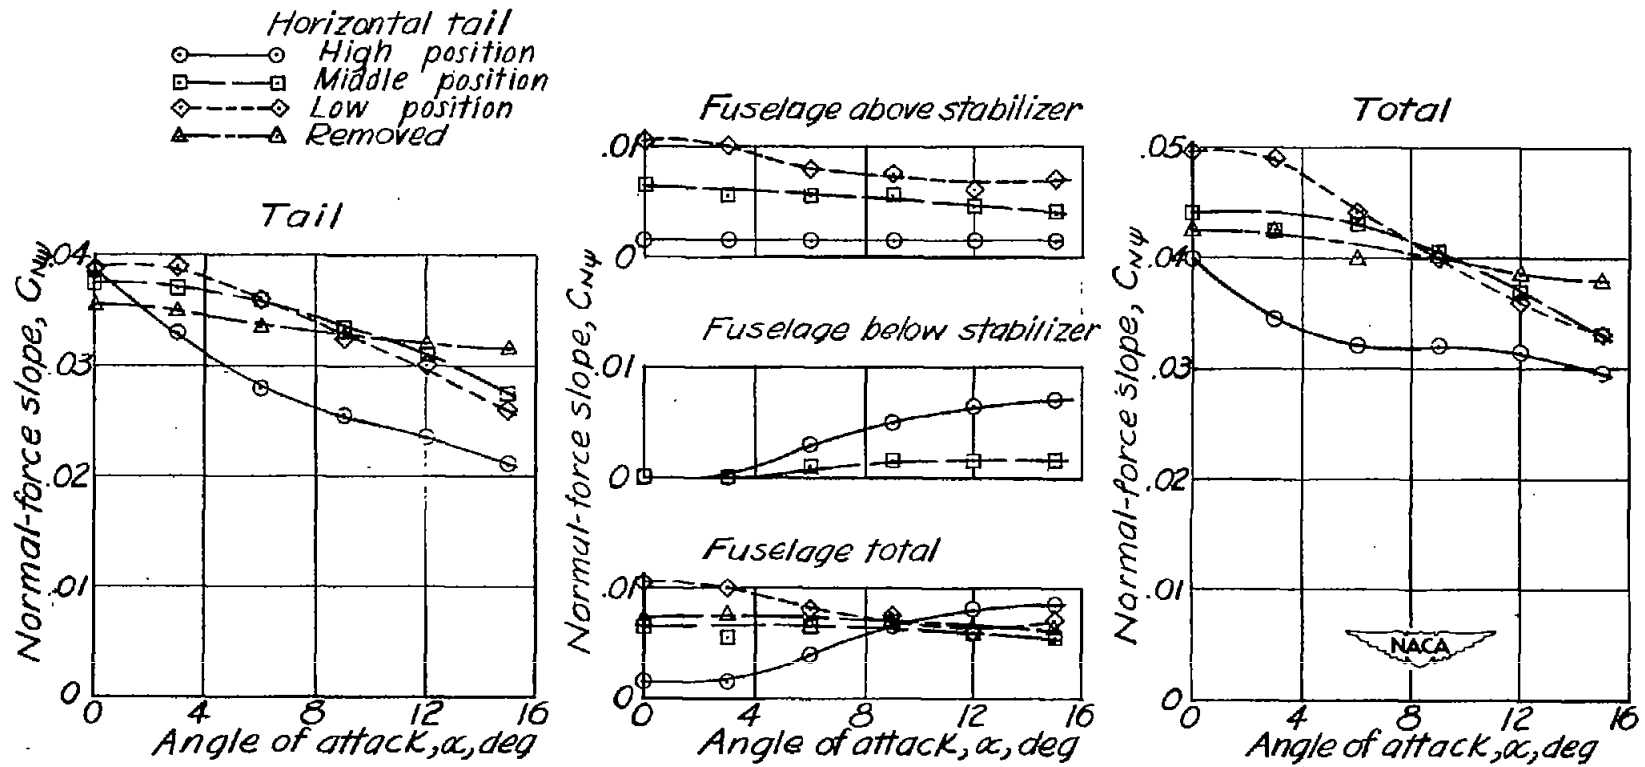 Horizontal tail
High position
Middle position
Low position
Removed
Tail
Normal-force slope, CNψ
.04
.03
.02
.01
0
0 4 8 12 16
Angle of attack, α, deg
Fuselage above stabilizer
.01
0
Fuselage below stabilizer
.01
0
Fuselage total
.01
0
Normal-force slope, CNψ
0 4 8 12 16
Angle of attack, α, deg
Total
Normal-force slope, CNψ
.05
.04
.03
.02
.01
0
NACA
0 4 8 12 16
Angle of attack, α, deg